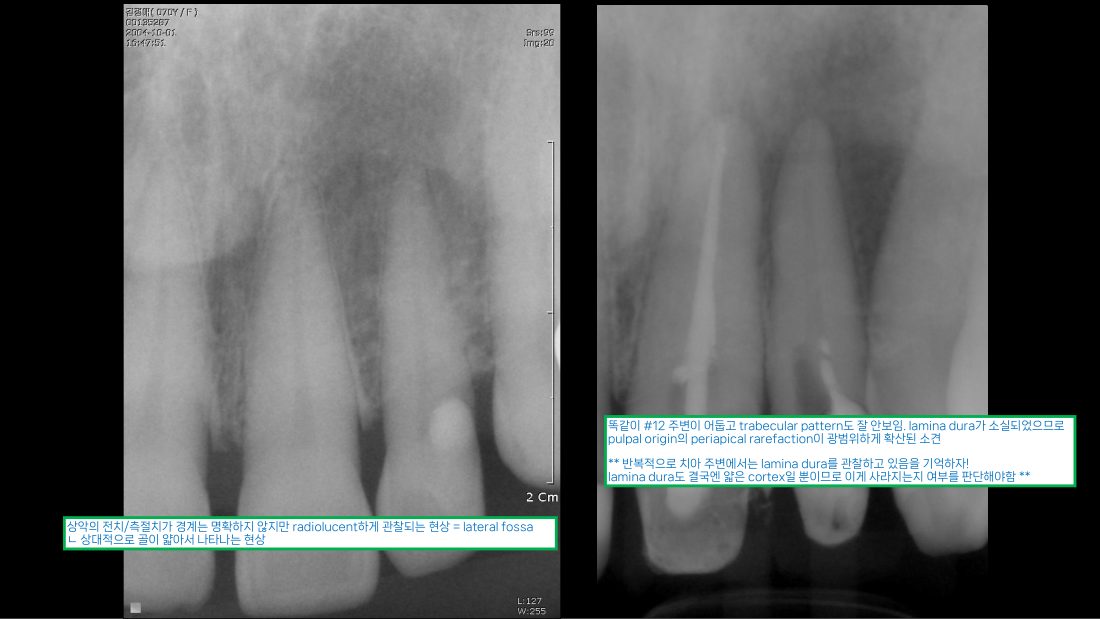 00135287
2004-10-01
15:47:51
Srs:99
Img:20
2 Cm
상악의 전치/측절치가 경계는 명확하지 않지만 radiolucent하게 관찰되는 현상 = lateral fossa
ㄴ 상대적으로 골이 얇아서 나타나는 현상
L:127
W:255
똑같이 #12 주변이 어둡고 trabecular pattern도 잘 안보임. lamina dura가 소실되었으므로
pulpal origin의 periapical rarefaction이 광범위하게 확산된 소견
** 반복적으로 치아 주변에서는 lamina dura를 관찰하고 있음을 기억하자!
lamina dura도 결국엔 얇은 cortex일 뿐이므로 이게 사라지는지 여부를 판단해야함 **